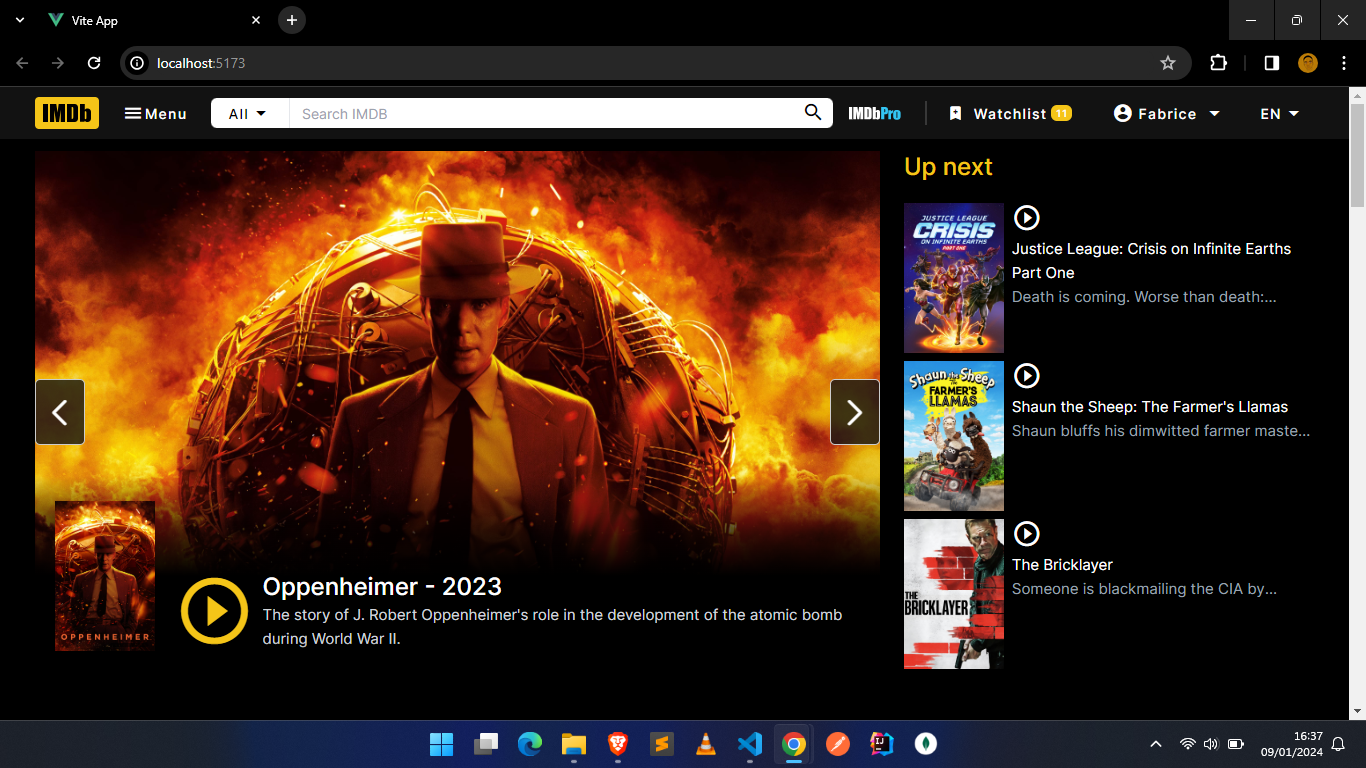 Vite App
localhost:5173
IMDb
Menu
All
Search IMDB
IMDbPro
Watchlist 11
Fabrice
EN
Up next
JUSTICE LEAGUE
CRISIS
ON INFINITE EARTHS
PART ONE
Justice League: Crisis on Infinite Earths
Part One
Death is coming. Worse than death:...
Shaun the Sheep
THE
FARMER'S
LLAMAS
Shaun the Sheep: The Farmer's Llamas
Shaun bluffs his dimwitted farmer maste...
THE
BRICKLAYER
The Bricklayer
Someone is blackmailing the CIA by...
OPPENHEIMER
Oppenheimer - 2023
The story of J. Robert Oppenheimer's role in the development of the atomic bomb
during World War II.
16:37
09/01/2024